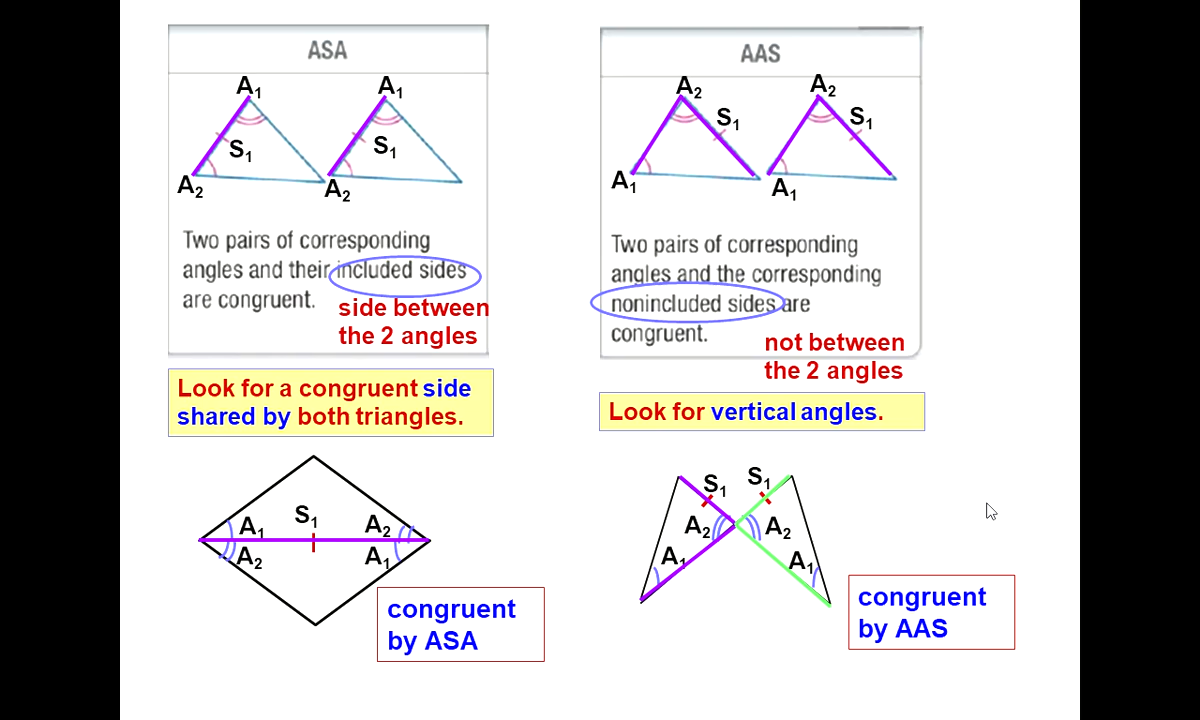 ASA
A1
A1
S1
S1
A2
A2
Two pairs of corresponding
angles and their included sides
are congruent.
side between
the 2 angles
Look for a congruent side
shared by both triangles.
S1
A1
A2
A2
A1
congruent
by ASA
AAS
A2
A2
S1
S1
A1
A1
Two pairs of corresponding
angles and the corresponding
nonincluded sides are
congruent.
not between
the 2 angles
Look for vertical angles.
S1
S1
A2
A2
A1
A1
congruent
by AAS